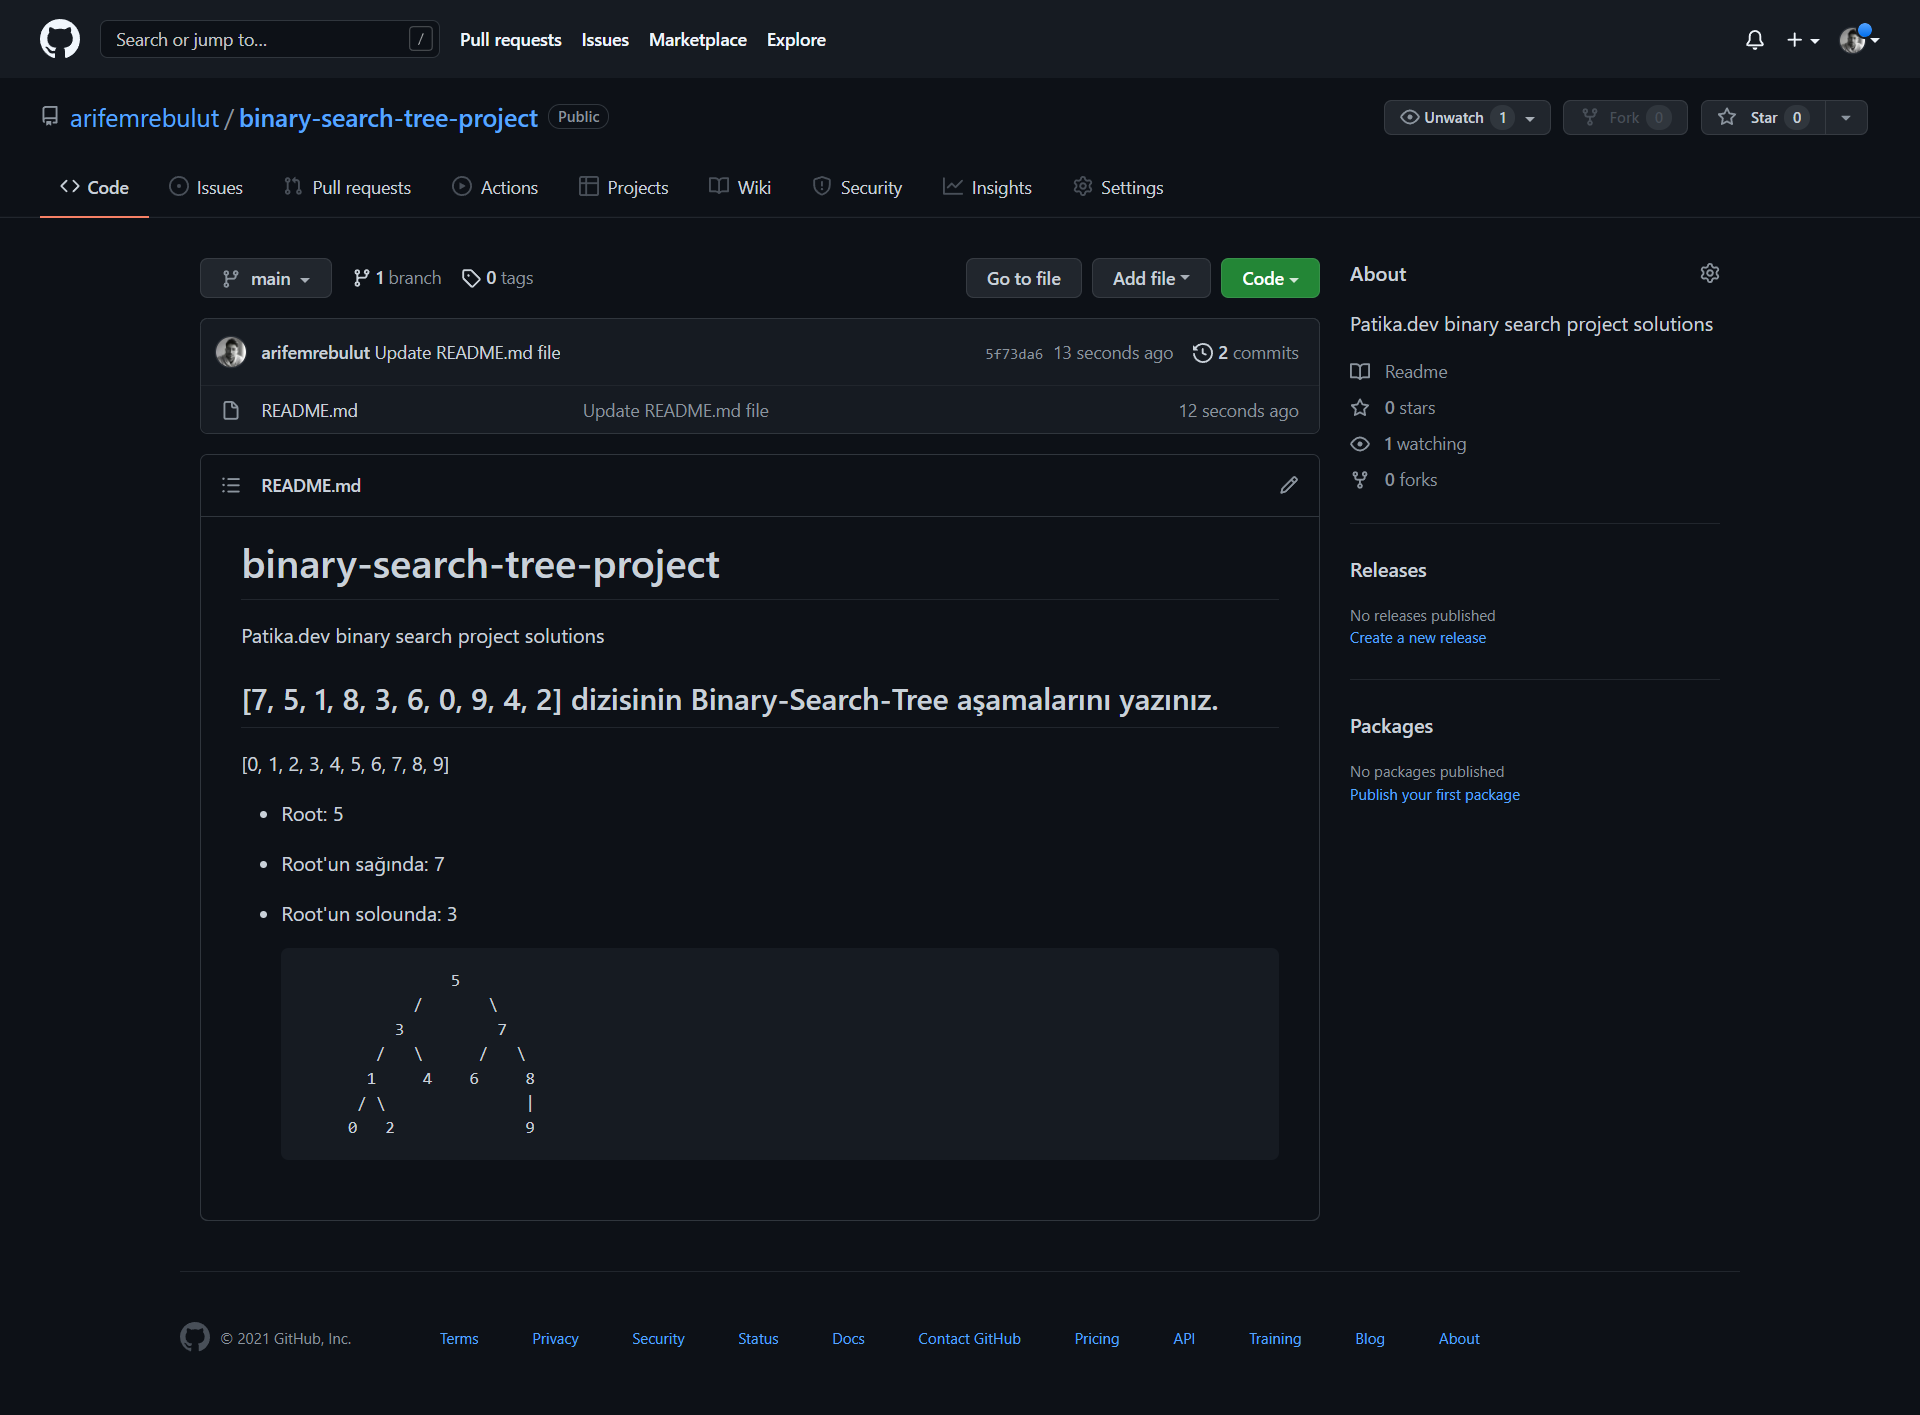 Search or jump to... /
Pull requests Issues Marketplace Explore
arifemrebulut / binary-search-tree-project Public
Unwatch 1 Fork 0 Star 0
Code Issues Pull requests Actions Projects Wiki Security Insights Settings
main 1 branch 0 tags Go to file Add file Code
arifemrebulut Update README.md file 5f73da6 13 seconds ago 2 commits
README.md Update README.md file 12 seconds ago
README.md
binary-search-tree-project
Patika.dev binary search project solutions
[7, 5, 1, 8, 3, 6, 0, 9, 4, 2] dizisinin Binary-Search-Tree aşamalarını yazınız.
[0, 1, 2, 3, 4, 5, 6, 7, 8, 9]
• Root: 5
• Root'un sağında: 7
• Root'un solounda: 3
5
/ \
3 7
/ \ / \
1 4 6 8
/ \ |
0 2 9
About
Patika.dev binary search project solutions
Readme
0 stars
1 watching
0 forks
Releases
No releases published
Create a new release
Packages
No packages published
Publish your first package
© 2021 GitHub, Inc. Terms Privacy Security Status Docs Contact GitHub Pricing API Training Blog About